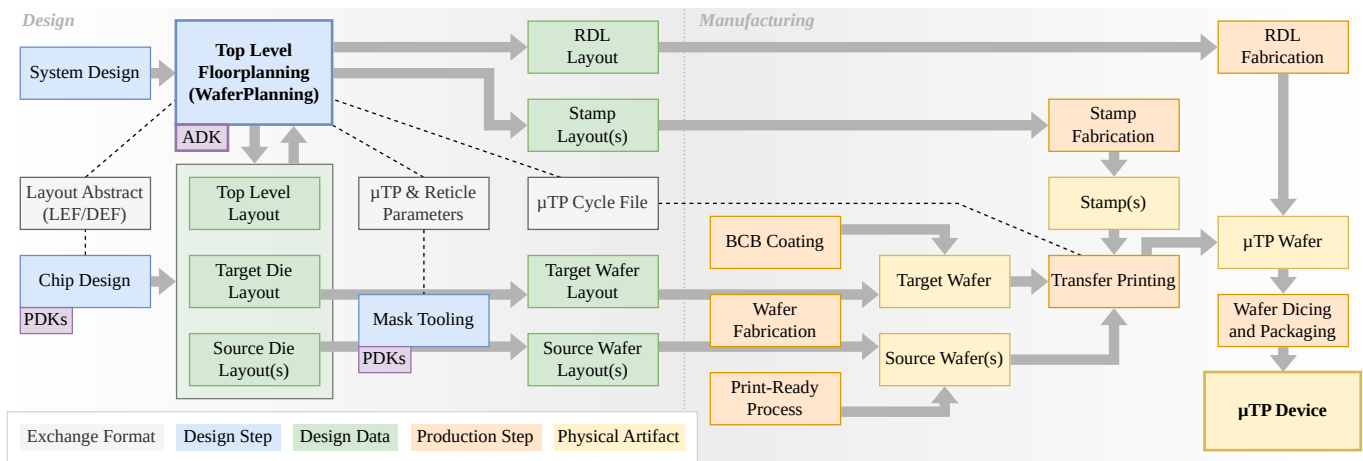 Design
Manufacturing
System Design
Top Level
Floorplanning
(WaferPlanning)
ADK
RDL
Layout
RDL
Fabrication
Stamp
Layout(s)
Stamp
Fabrication
Layout Abstract
(LEF/DEF)
Top Level
Layout
µTP & Reticle
Parameters
µTP Cycle File
Stamp(s)
BCB Coating
µTP Wafer
Chip Design
PDKs
Target Die
Layout
Target Wafer
Layout
Target Wafer
Transfer Printing
Mask Tooling
PDKs
Wafer
Fabrication
Wafer Dicing
and Packaging
Source Die
Layout(s)
Source Wafer
Layout(s)
Source Wafer(s)
Print-Ready
Process
µTP Device
Exchange Format
Design Step
Design Data
Production Step
Physical Artifact